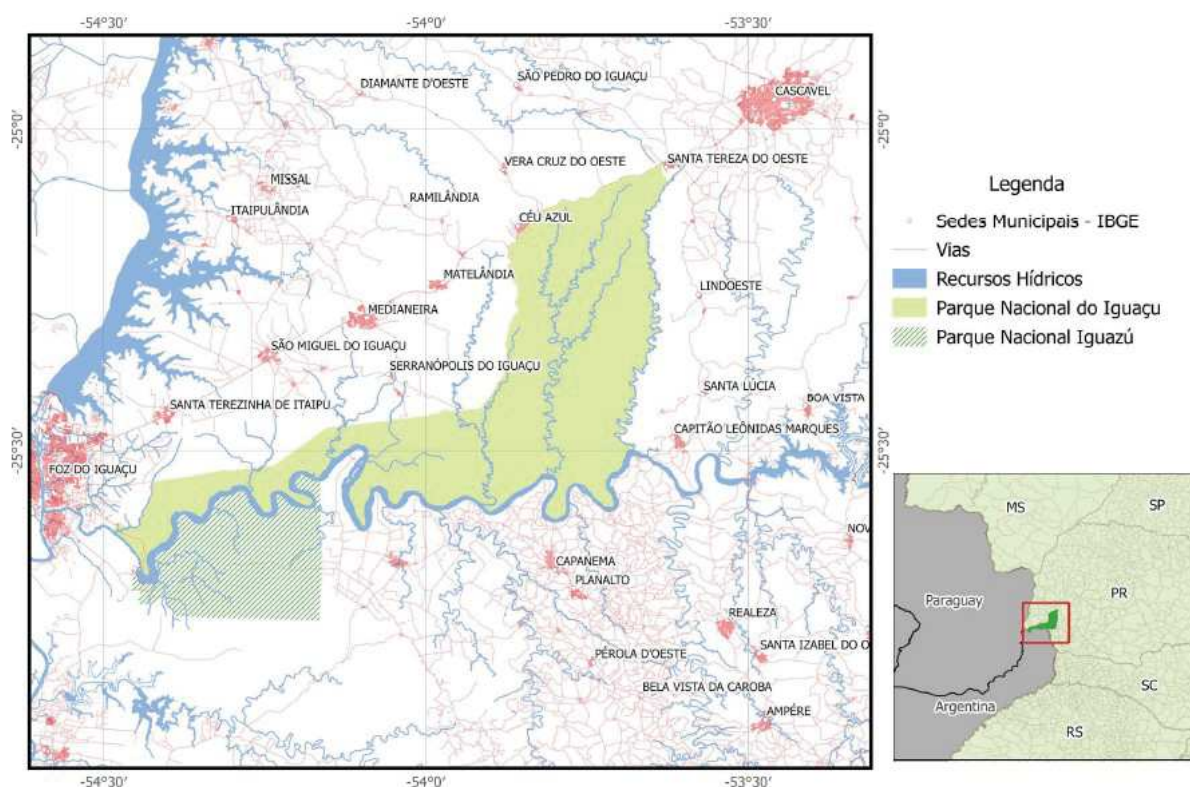 -54°30'
-54°0'
-53°30'
-25°0'
-25°0'
SÃO PEDRO DO IGUAÇU
DIAMANTE D'OESTE
CASCAVEL
VERA CRUZ DO OESTE
SANTA TEREZA DO OESTE
MISSAL
RAMILÂNDIA
ITAIPULÂNDIA
CÉU AZUL
MATELÂNDIA
LINDOESTE
MEDIANEIRA
SÃO MIGUEL DO IGUAÇU
SERRANÓPOLIS DO IGUAÇU
SANTA LÚCIA
BOA VISTA
SANTA TEREZINHA DE ITAIPU
CAPITÃO LEÔNIDAS MARQUES
-25°30'
-25°30'
FOZ DO IGUAÇU
NOV
CAPANEMA
PLANALTO
REALEZA
SANTA IZABEL DO O
PÉROLA D'OESTE
BELA VISTA DA CAROBA
AMPÉRE
-54°30'
-54°0'
-53°30'
Legenda
Sedes Municipais - IBGE
Vias
Recursos Hídricos
Parque Nacional do Iguaçu
Parque Nacional Iguazú
MS
SP
Paraguay
PR
SC
Argentina
RS